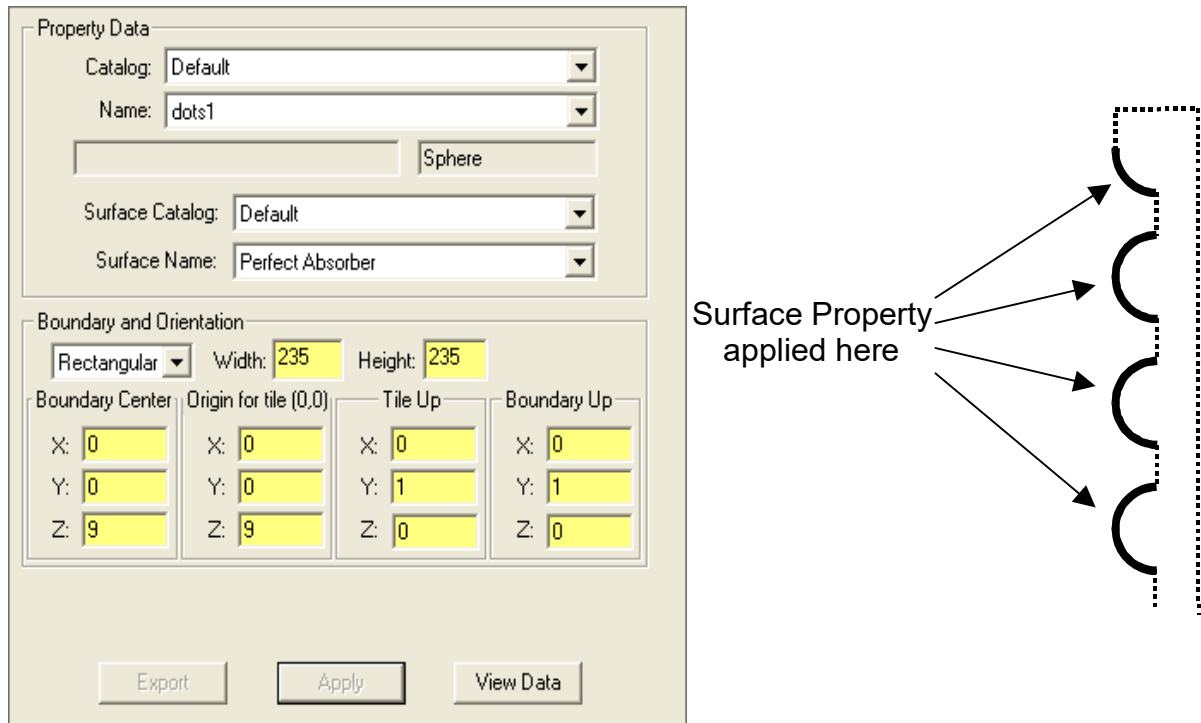 Property Data
Catalog: Default
Name: dots1
Sphere
Surface Catalog: Default
Surface Name: Perfect Absorber
Boundary and Orientation
Rectangular Width: 235 Height: 235
Boundary Center Origin for tile (0,0) Tile Up Boundary Up
X: 0 X: 0 X: 0 X: 0
Y: 0 Y: 0 Y: 1 Y: 1
Z: 9 Z: 9 Z: 0 Z: 0
Export Apply View Data
Surface Property
applied here